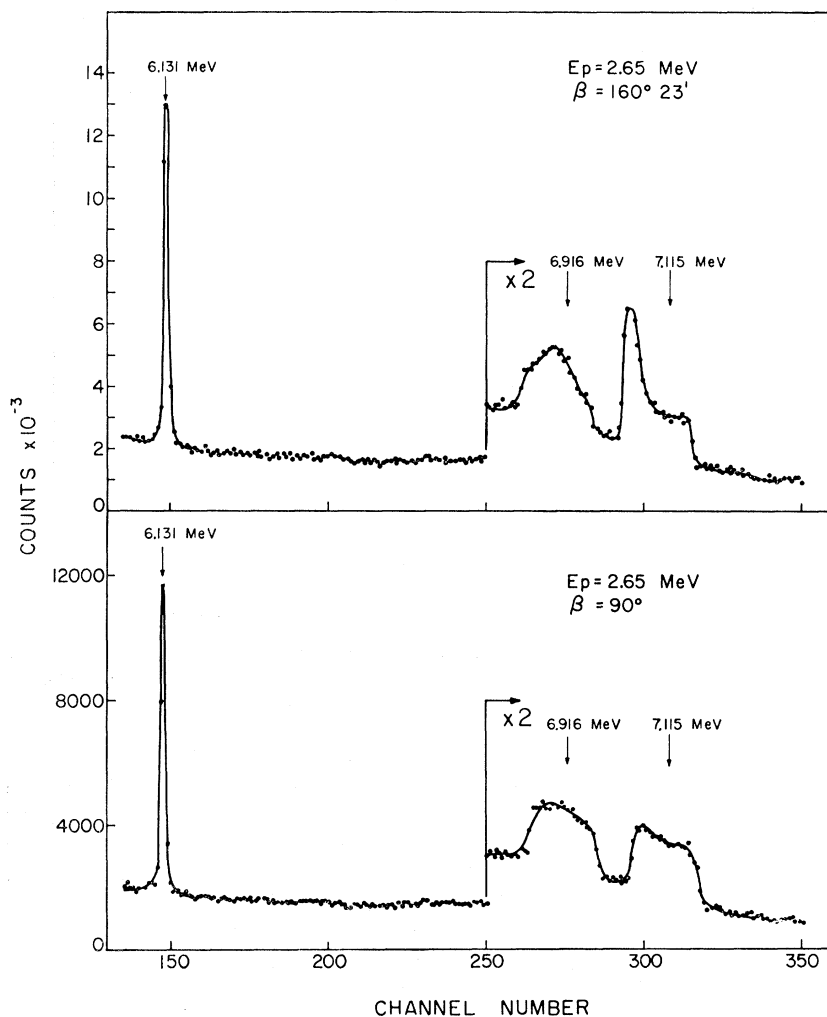 6.131 MeV
Ep = 2.65 MeV
β = 160° 23'
14
12
10
8
6
4
2
0
x2
6.916 MeV
7.115 MeV
COUNTS x10⁻³
6.131 MeV
Ep = 2.65 MeV
β = 90°
12000
8000
4000
0
x2
6.916 MeV
7.115 MeV
150
200
250
300
350
CHANNEL NUMBER